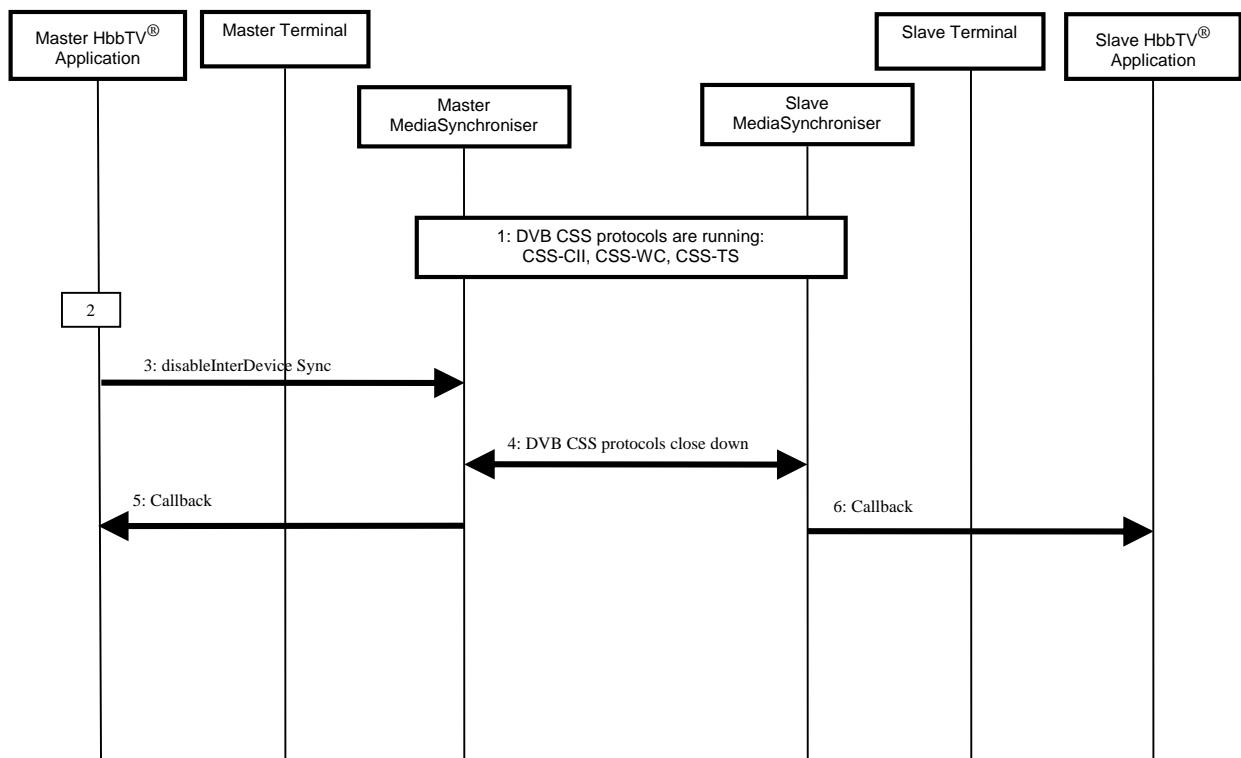 Master HbbTV®
Application
Master Terminal
Slave Terminal
Slave HbbTV®
Application
Master
MediaSynchroniser
Slave
MediaSynchroniser
1: DVB CSS protocols are running:
CSS-CII, CSS-WC, CSS-TS
2
3: disableInterDevice Sync
4: DVB CSS protocols close down
5: Callback
6: Callback